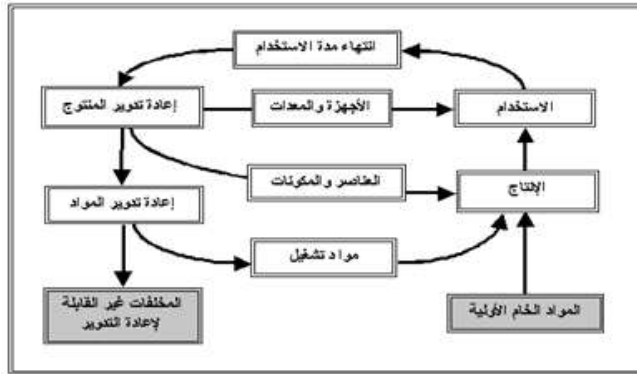 انتهاء مدة الاستخدام
الاستخدام
الأجهزة والمعدات
إعادة تدوير المنتوج
الإنتاج
العناصر والمكونات
إعادة تدوير المواد
مواد تشغيل
المواد الخام الأولية
المخلفات غير القابلة
لإعادة التدوير